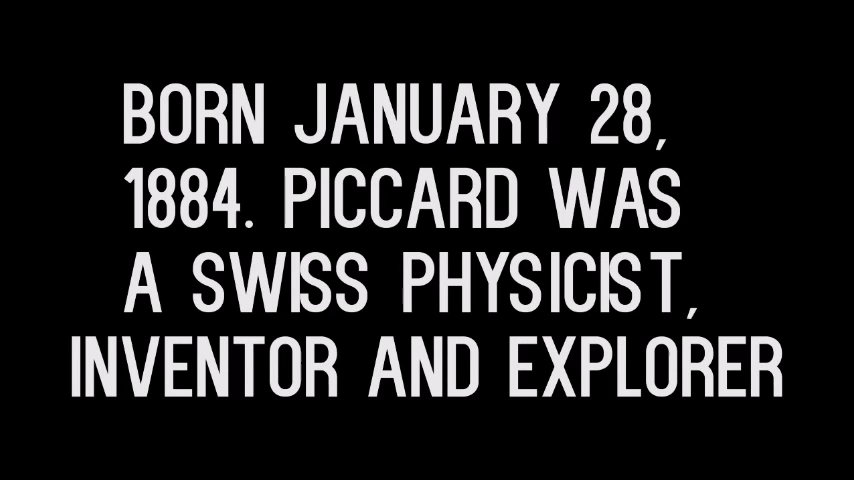 BORN JANUARY 28,
1884. PICCARD WAS
A SWISS PHYSICIST,
INVENTOR AND EXPLORER